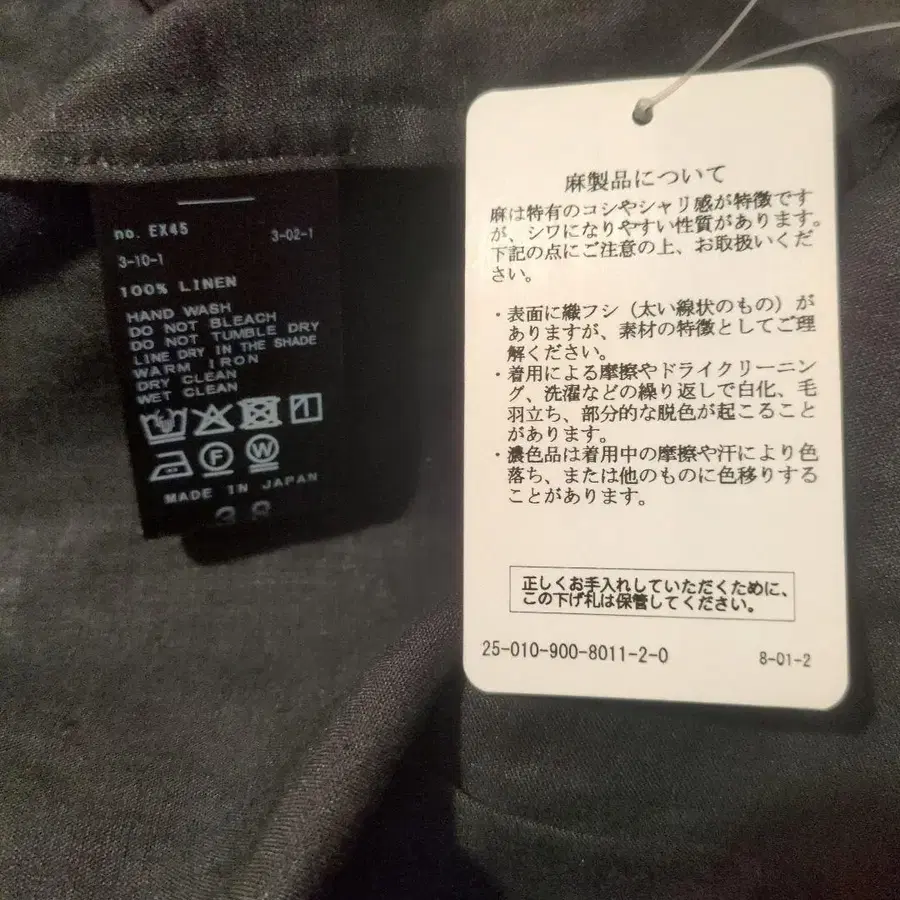 no. EX45
3-02-1
3-10-1
100% LINEN
HAND WASH
DO NOT BLEACH
DO NOT TUMBLE DRY
LINE DRY IN THE SHADE
WARM IRON
DRY CLEAN
WET CLEAN
F
W
MADE IN JAPAN
38
麻製品について
麻は特有のコシやシャリ感が特徴です
が、シワになりやすい性質があります。
下記の点にご注意の上、お取扱いくだ
さい。
・表面に織フシ（太い線状のもの）が
ありますが、素材の特徴としてご理
解ください。
・着用による摩擦やドライクリーニン
グ、洗濯などの繰り返しで白化、毛
羽立ち、部分的な脱色が起こること
があります。
・濃色品は着用中の摩擦や汗により色
落ち、または他のものに色移りする
ことがあります。
正しくお手入れしていただくために、
この下げ札は保管してください。
25-010-900-8011-2-0
8-01-2